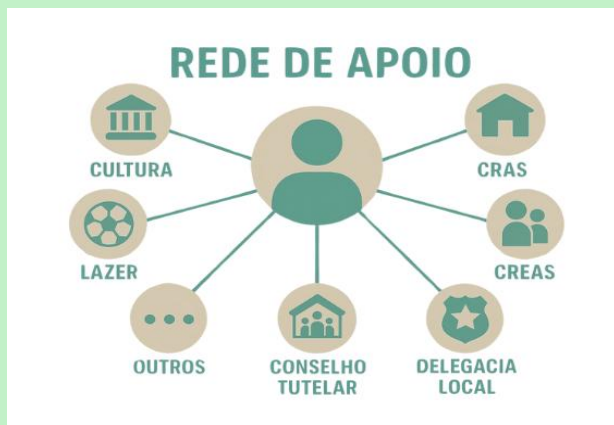 REDE DE APOIO
CULTURA
CRAS
LAZER
CREAS
OUTROS
CONSELHO
TUTELAR
DELEGACIA
LOCAL